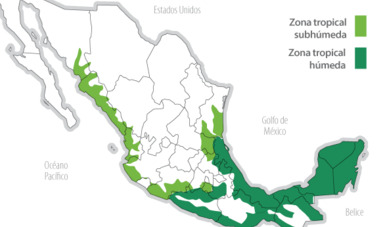 Estados Unidos
Zona tropical
subhúmeda
Zona tropical
húmeda
Golfo de
México
Océano
Pacífico
Belice